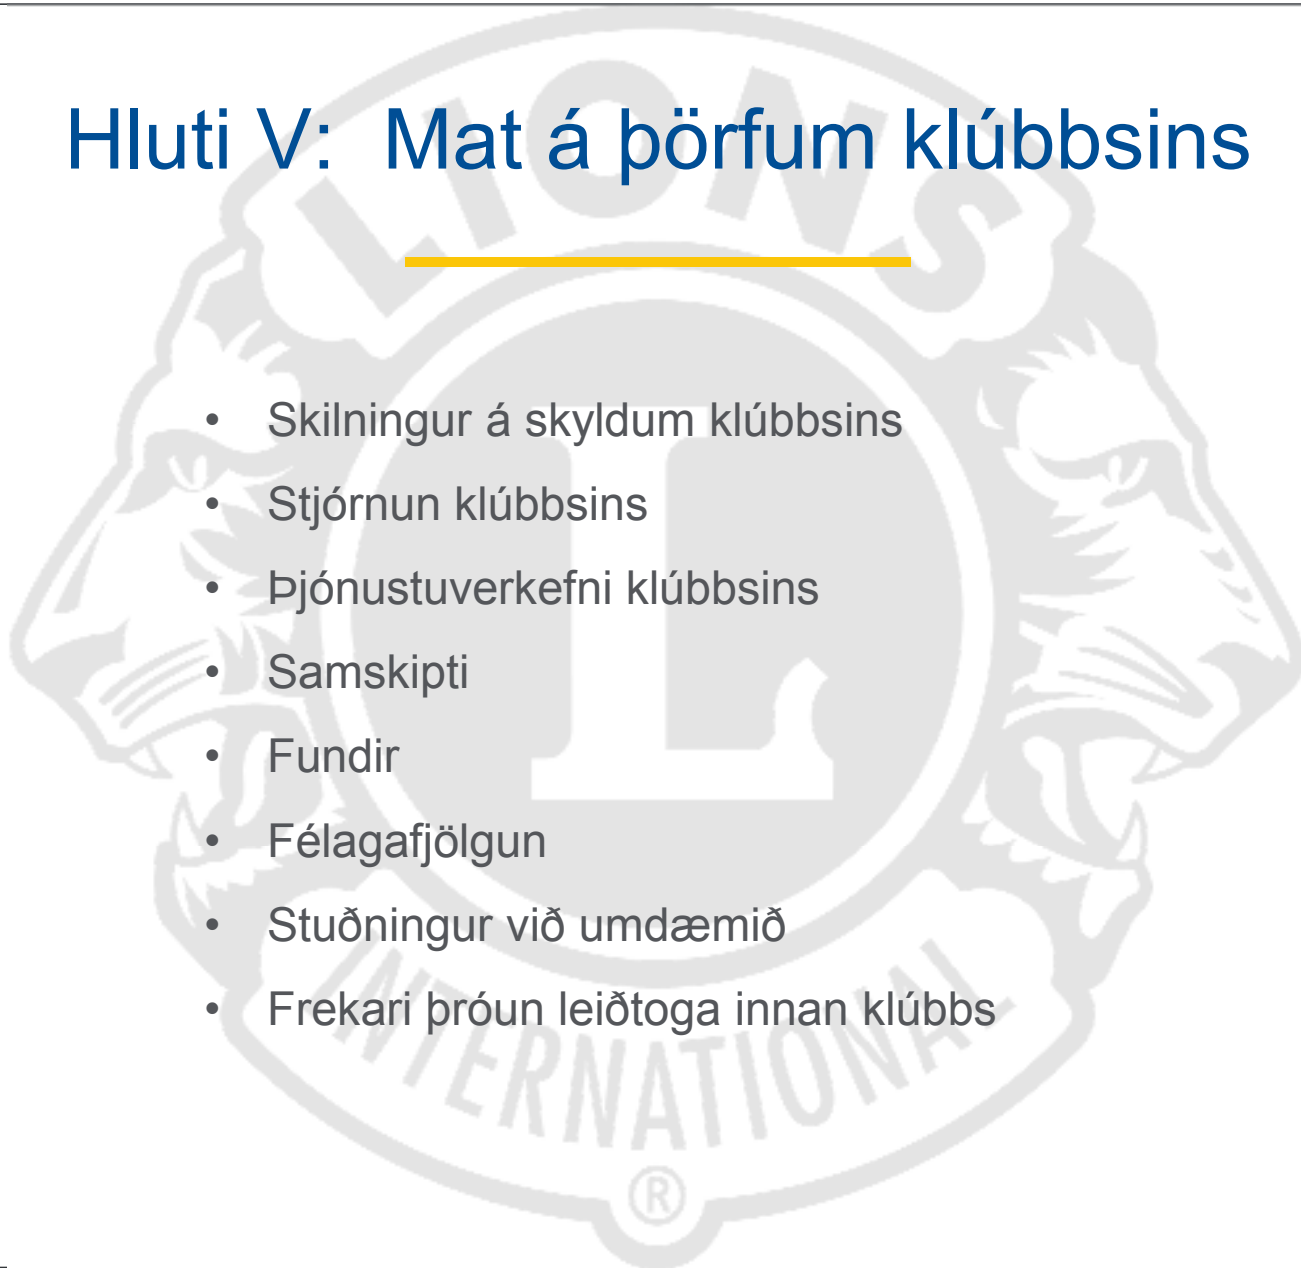 LIONS
Hluti V: Mat á þörfum klúbbsins
L
• Skilningur á skyldum klúbbsins
• Stjórnun klúbbsins
• Þjónustuverkefni klúbbsins
• Samskipti
• Fundir
• Félagafjölgun
• Stuðningur við umdæmið
• Frekari þróun leiðtoga innan klúbbs
INTERNATIONAL
®